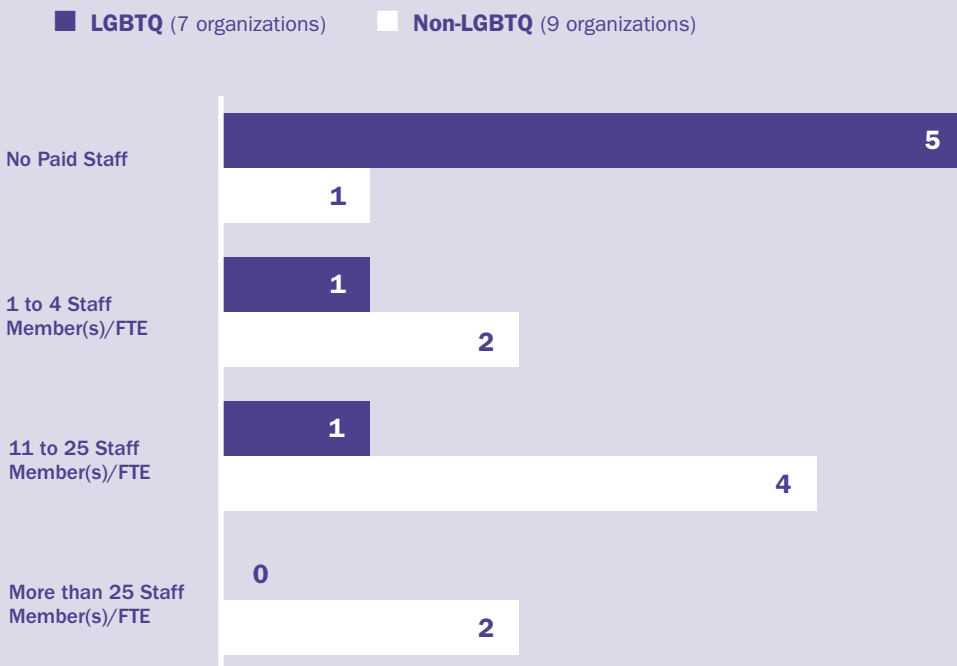 LGBTQ (7 organizations) Non-LGBTQ (9 organizations)
No Paid Staff
5
1
1 to 4 Staff
Member(s)/FTE
1
2
11 to 25 Staff
Member(s)/FTE
1
4
More than 25 Staff
Member(s)/FTE
0
2